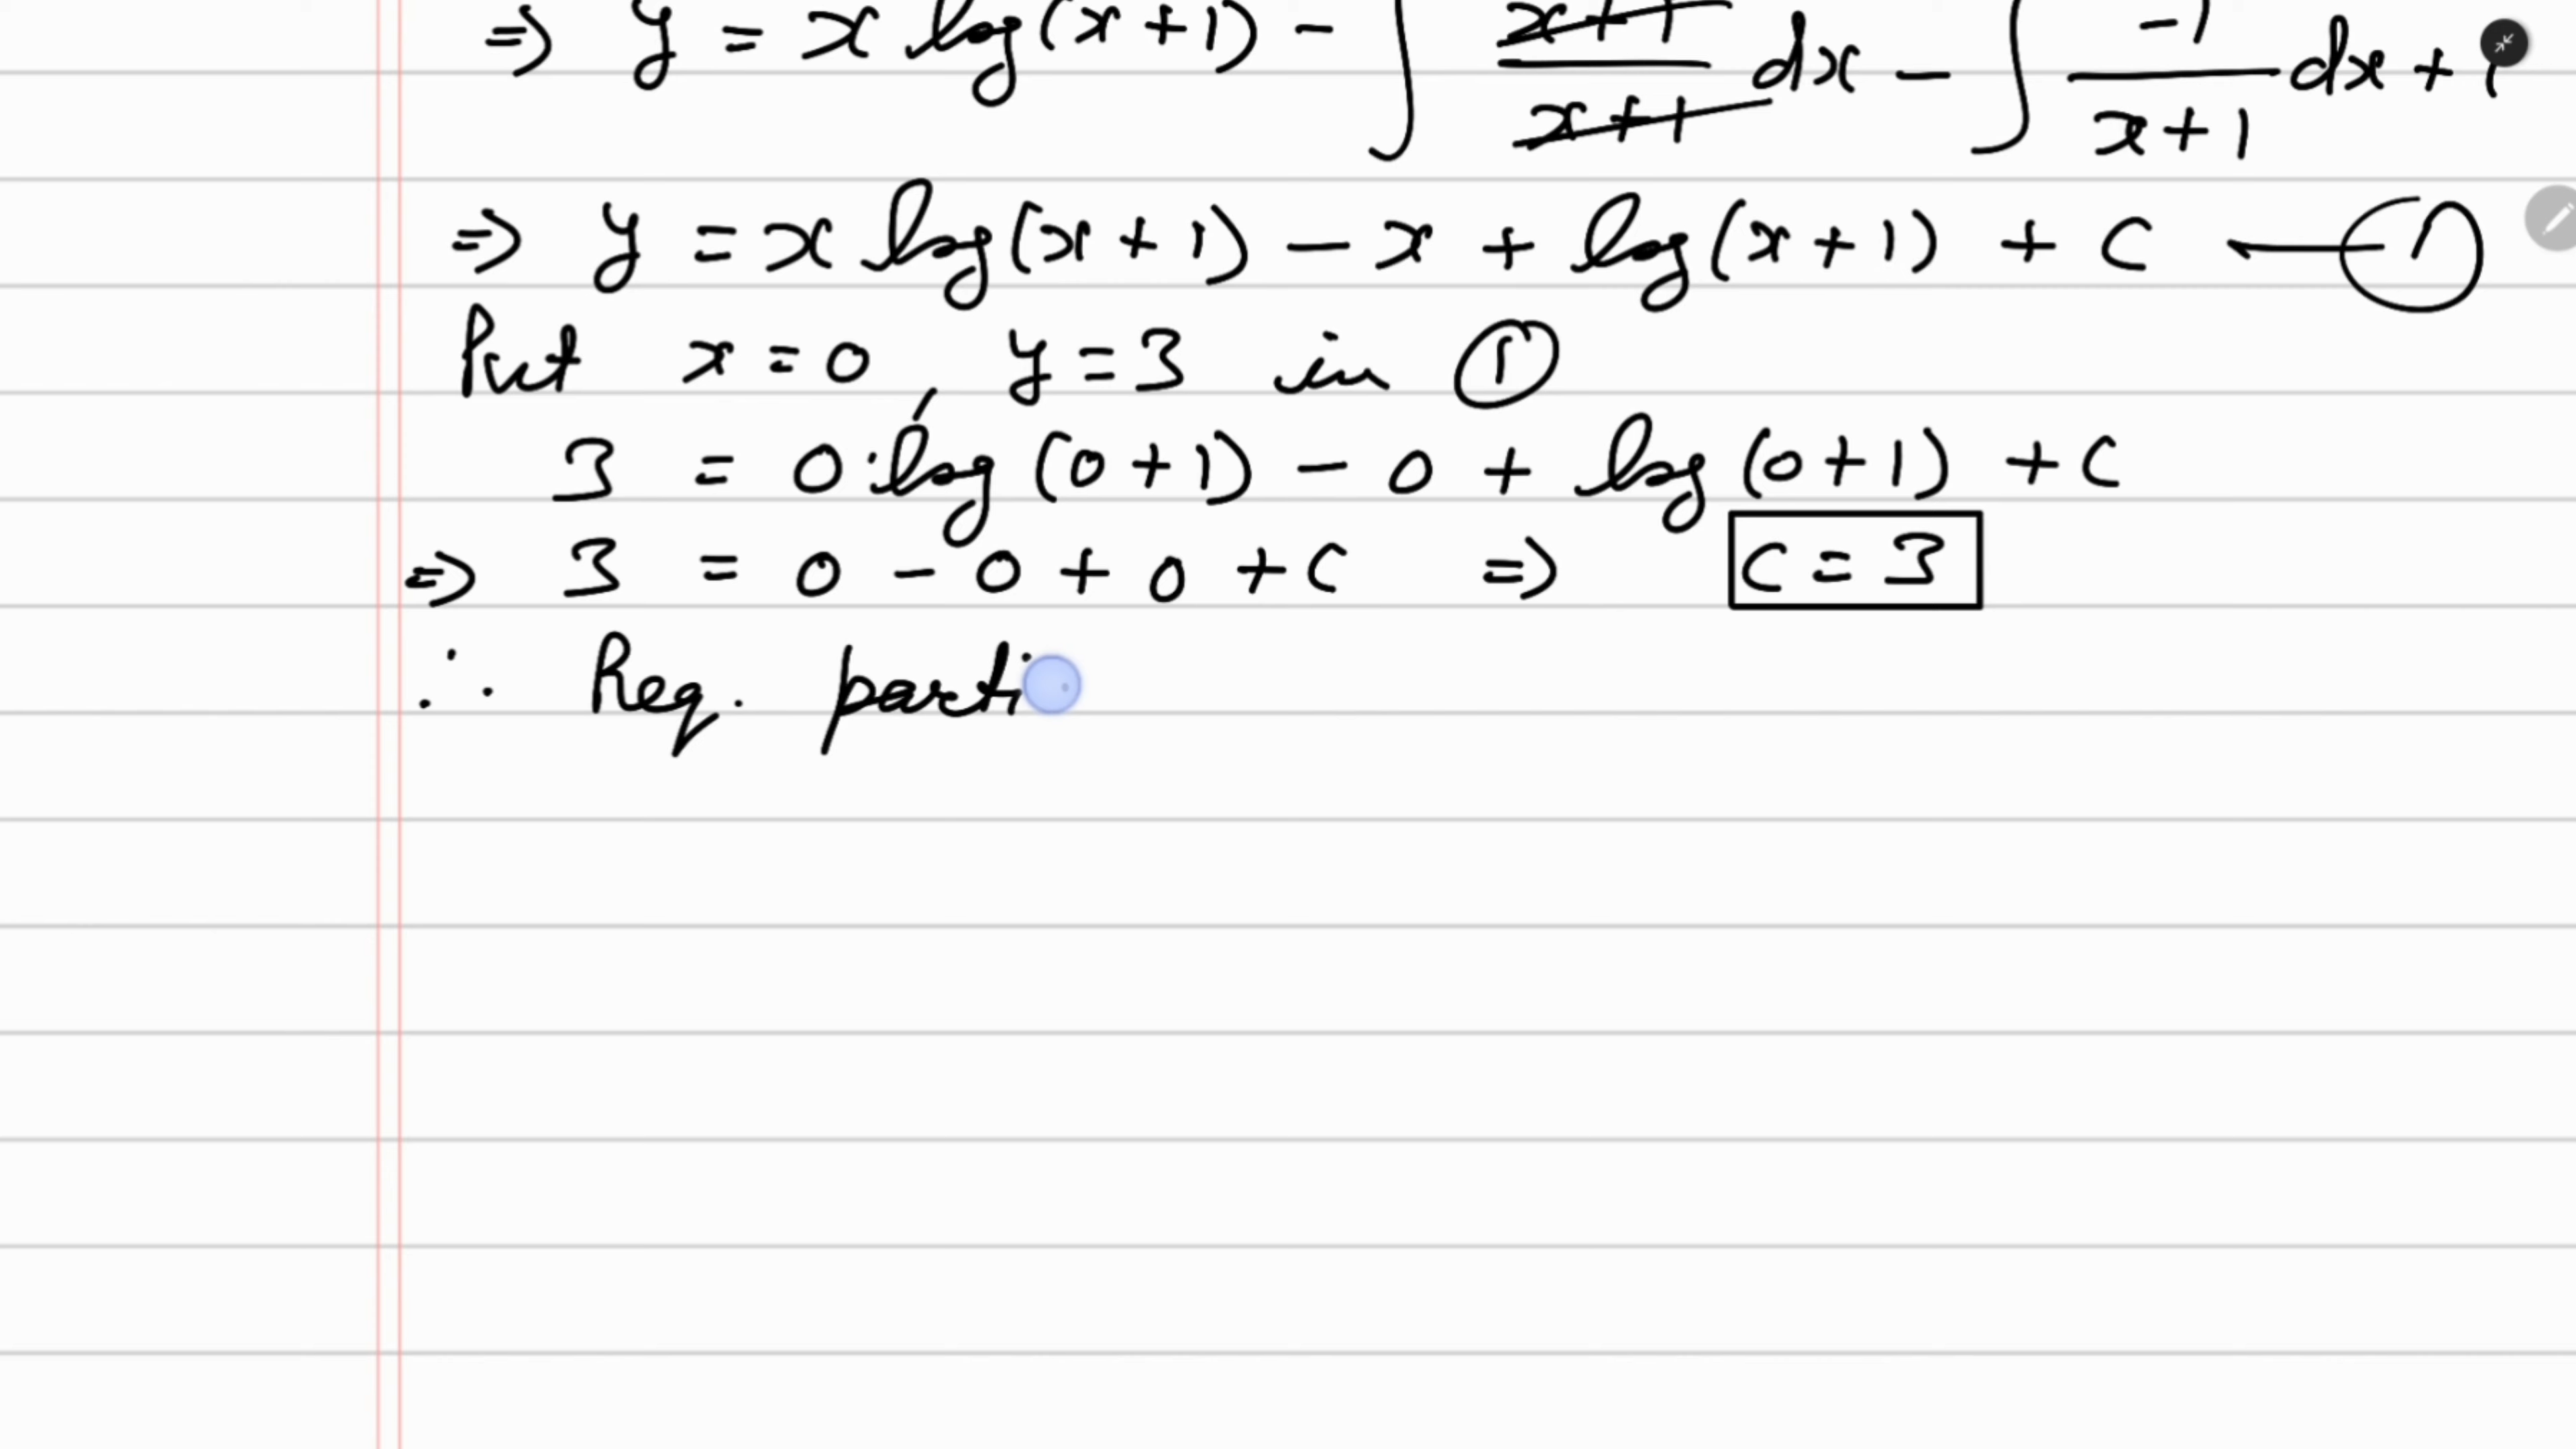 ⇒ y = x log(x+1) - ∫ x+1/x+1 dx - ∫ -1/x+1 dx +
⇒ y = x log(x+1) - x + log(x+1) + c ← ①
Put x = 0, y = 3 in ①
3 = 0·log(0+1) - 0 + log(0+1) + c
⇒ 3 = 0 - 0 + 0 + c ⇒ c = 3
∴ Req. parti